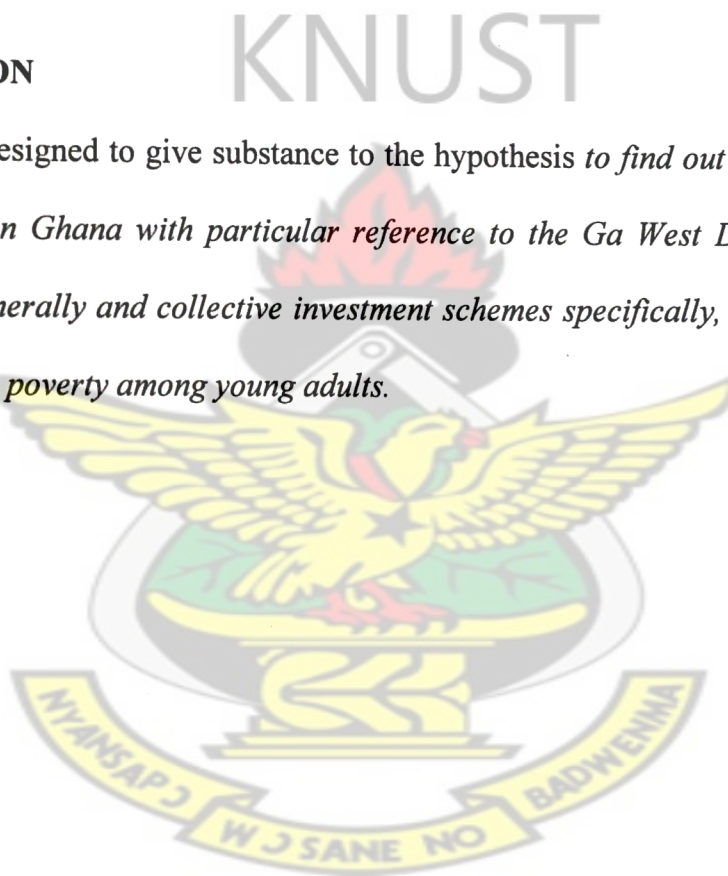 KNUST
ON
esigned to give substance to the hypothesis to find out
n Ghana with particular reference to the Ga West
nerally and collective investment schemes specifically,
poverty among young adults.
NYANSAPƆ WƆSANE NO BADWENMA